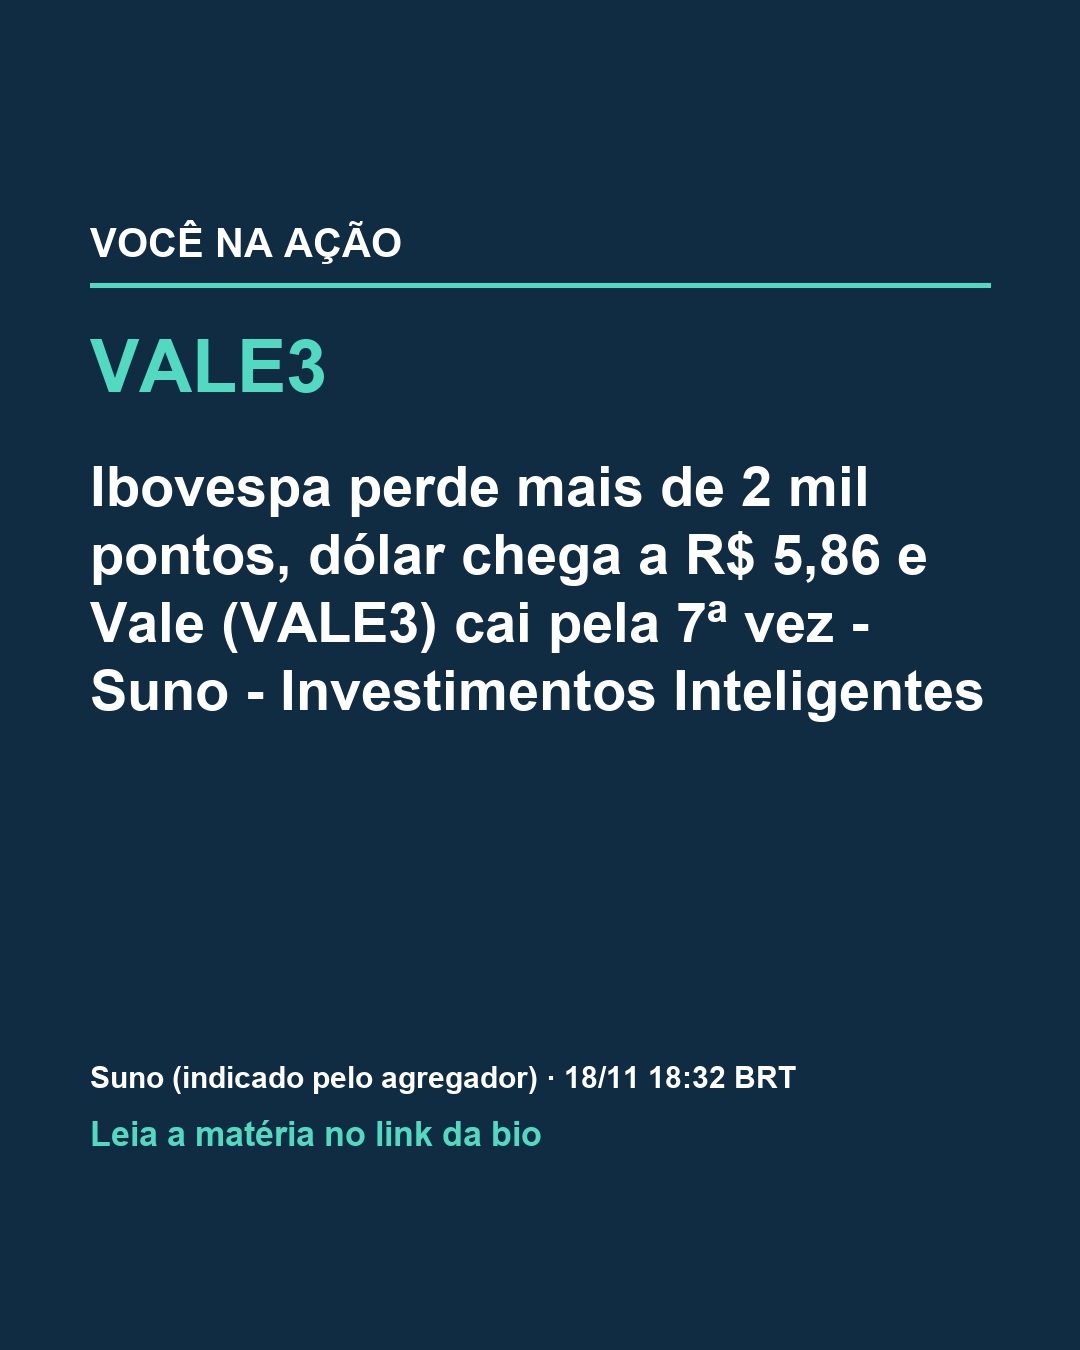 VOCÊ NA AÇÃO
VALE3
Ibovespa perde mais de 2 mil
pontos, dólar chega a R$ 5,86 e
Vale (VALE3) cai pela 7ª vez -
Suno - Investimentos Inteligentes
Suno (indicado pelo agregador) · 18/11 18:32 BRT
Leia a matéria no link da bio